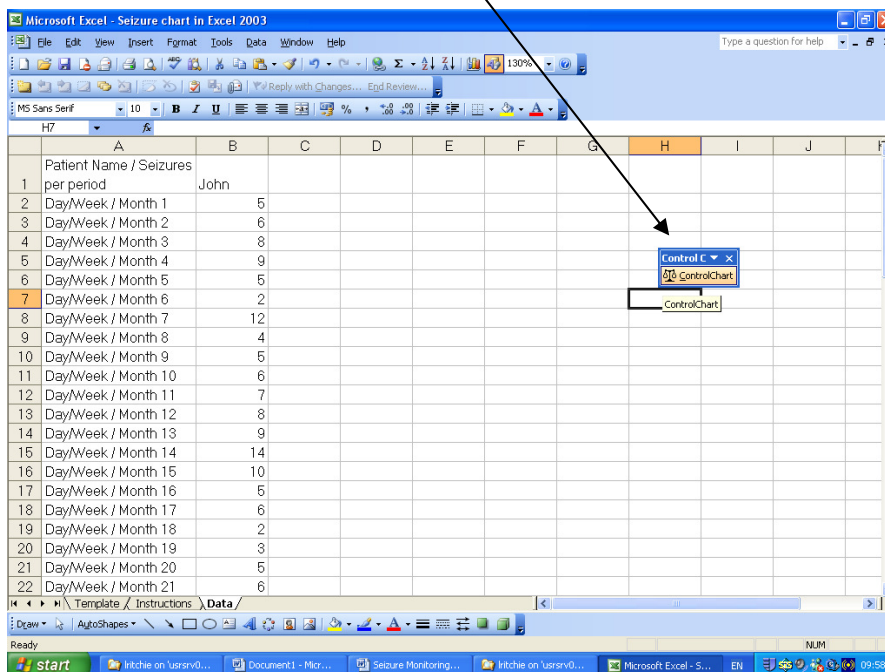 Microsoft Excel - Seizure chart in Excel 2003
File Edit View Insert Format Tools Data Window Help
Type a question for help
130%
Reply with Changes... End Review...
MS Sans Serif 10 B I U % ,
H7 fx
A B C D E F G H I J
Patient Name / Seizures
1 per period John
2 Day/Week / Month 1 5
3 Day/Week / Month 2 6
4 Day/Week / Month 3 8
5 Day/Week / Month 4 9
6 Day/Week / Month 5 5
7 Day/Week / Month 6 2
8 Day/Week / Month 7 12
9 Day/Week / Month 8 4
10 Day/Week / Month 9 5
11 Day/Week / Month 10 6
12 Day/Week / Month 11 7
13 Day/Week / Month 12 8
14 Day/Week / Month 13 9
15 Day/Week / Month 14 14
16 Day/Week / Month 15 10
17 Day/Week / Month 16 5
18 Day/Week / Month 17 6
19 Day/Week / Month 18 2
20 Day/Week / Month 19 3
21 Day/Week / Month 20 5
22 Day/Week / Month 21 6
Control C
ControlChart
ControlChart
Template Instructions Data
Draw AutoShapes
Ready NUM
start lritchie on 'usrsrv0... Document1 - Micr... Seizure Monitoring... lritchie on 'usrsrv0... Microsoft Excel - S... EN 09:58